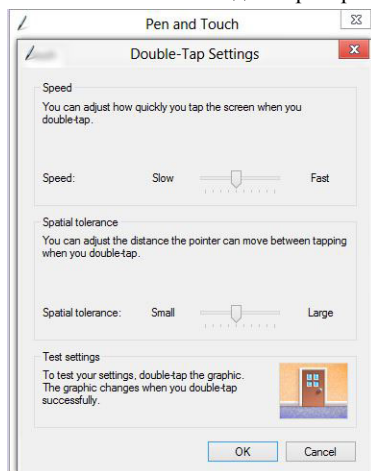 Pen and Touch
Double-Tap Settings
Speed
You can adjust how quickly you tap the screen when you
double-tap.
Speed: Slow Fast
Spatial tolerance
You can adjust the distance the pointer can move between tapping
when you double-tap.
Spatial tolerance: Small Large
Test settings
To test your settings, double-tap the graphic.
The graphic changes when you double-tap
successfully.
OK Cancel